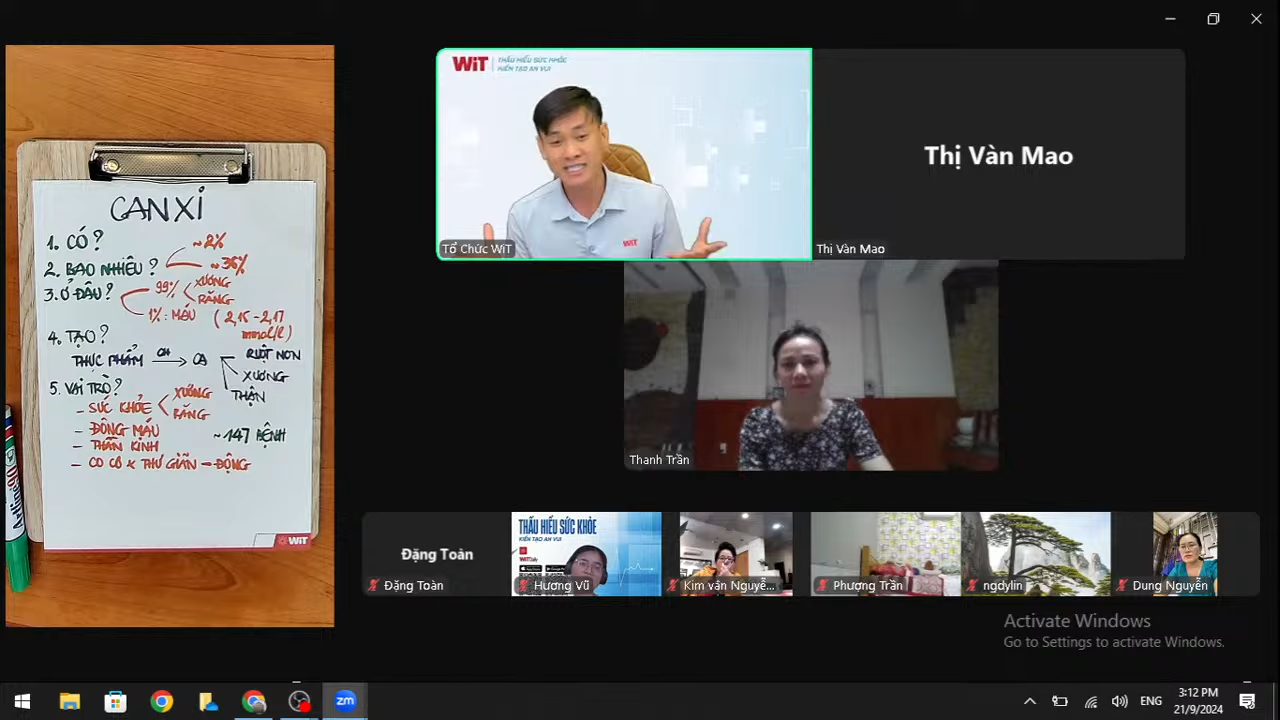 CANXI
1. CÓ?
~2%
2. BAO NHIÊU?
~36%
3. Ở ĐÂU?
99%
XƯƠNG
RĂNG
1%: MÁU
(2,15-2,17
mmol/l)
4. TẠO?
THỰC PHẨM
CH
CA
RUỘT NON
XƯƠNG
THẬN
5. VAI TRÒ?
- SỨC KHỎE
XƯƠNG
RĂNG
- ĐÔNG MÁU
~147 BỆNH
- THẦN KINH
- CO CƠ & THƯ GIÃN - ĐỘNG
WiT
WiT
THẤU HIỂU SỨC KHỎE
KIẾN TẠO AN VUI
WiT
Tổ Chức WiT
Thị Vàn Mao
Thị Vàn Mao
Thanh Trần
Đặng Toàn
Đặng Toàn
THẤU HIỂU SỨC KHỎE
KIẾN TẠO AN VUI
Hương Vũ
Kim vân Nguyễ...
Phượng Trần
ngdylin
Dung Nguyễn
Activate Windows
Go to Settings to activate Windows.
zm
ENG
3:12 PM
21/9/2024